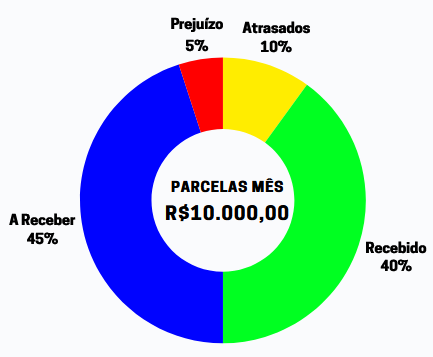 Prejuízo
5%
Atrasados
10%
PARCELAS MÊS
R$10.000,00
A Receber
45%
Recebido
40%